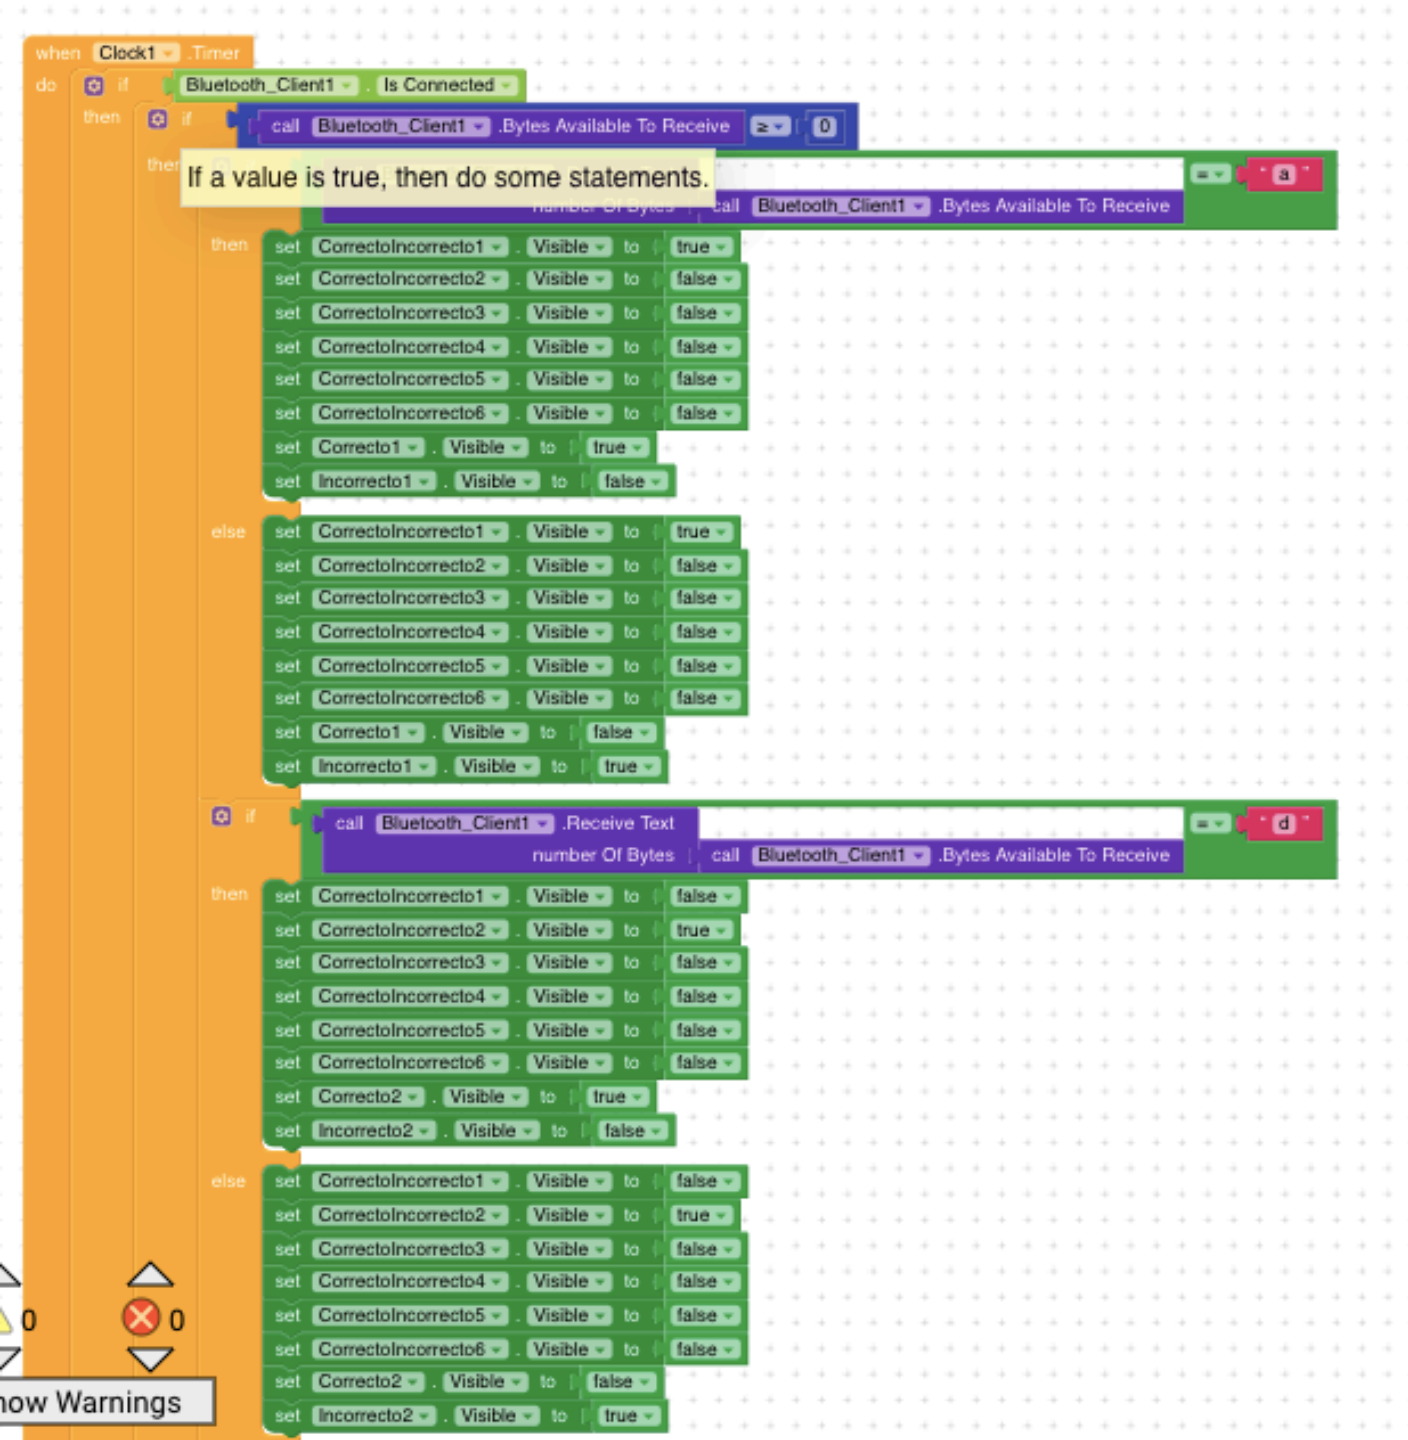 when Clock1 .Timer
do if Bluetooth_Client1 . Is Connected
then if call Bluetooth_Client1 .Bytes Available To Receive ≥ 0
then
If a value is true, then do some statements.
= " a "
number Of Bytes call Bluetooth_Client1 .Bytes Available To Receive
then set CorrectoIncorrecto1 . Visible to true
set CorrectoIncorrecto2 . Visible to false
set CorrectoIncorrecto3 . Visible to false
set CorrectoIncorrecto4 . Visible to false
set CorrectoIncorrecto5 . Visible to false
set CorrectoIncorrecto6 . Visible to false
set Correcto1 . Visible to true
set Incorrecto1 . Visible to false
else set CorrectoIncorrecto1 . Visible to true
set CorrectoIncorrecto2 . Visible to false
set CorrectoIncorrecto3 . Visible to false
set CorrectoIncorrecto4 . Visible to false
set CorrectoIncorrecto5 . Visible to false
set CorrectoIncorrecto6 . Visible to false
set Correcto1 . Visible to false
set Incorrecto1 . Visible to true
if call Bluetooth_Client1 .Receive Text = " d "
number Of Bytes call Bluetooth_Client1 .Bytes Available To Receive
then set CorrectoIncorrecto1 . Visible to false
set CorrectoIncorrecto2 . Visible to true
set CorrectoIncorrecto3 . Visible to false
set CorrectoIncorrecto4 . Visible to false
set CorrectoIncorrecto5 . Visible to false
set CorrectoIncorrecto6 . Visible to false
set Correcto2 . Visible to true
set Incorrecto2 . Visible to false
else set CorrectoIncorrecto1 . Visible to false
set CorrectoIncorrecto2 . Visible to true
set CorrectoIncorrecto3 . Visible to false
set CorrectoIncorrecto4 . Visible to false
set CorrectoIncorrecto5 . Visible to false
set CorrectoIncorrecto6 . Visible to false
set Correcto2 . Visible to false
set Incorrecto2 . Visible to true
0 0
how Warnings